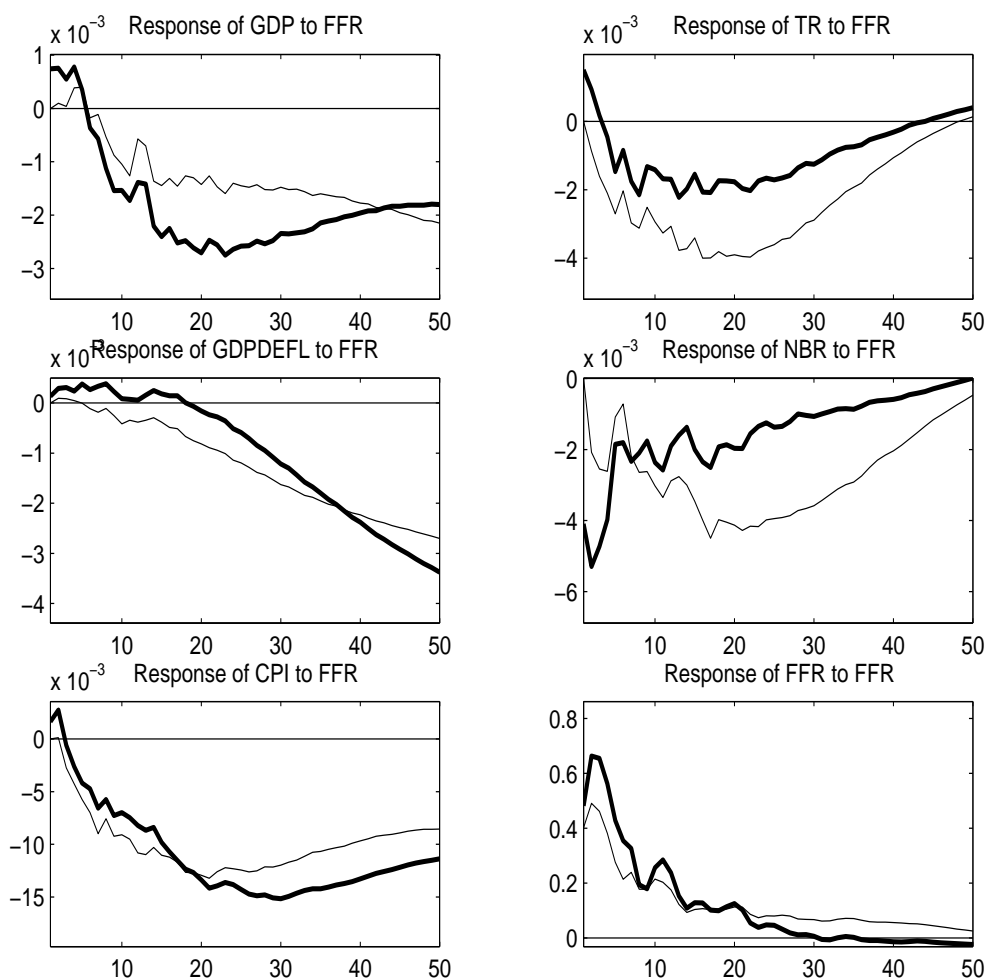 x 10⁻³ Response of GDP to FFR
1
0
−1
−2
−3
10 20 30 40 50
x 10⁻³ Response of TR to FFR
0
−2
−4
10 20 30 40 50
x 10⁻³ Response of GDPDEFL to FFR
0
−1
−2
−3
−4
10 20 30 40 50
x 10⁻³ Response of NBR to FFR
0
−2
−4
−6
10 20 30 40 50
x 10⁻³ Response of CPI to FFR
0
−5
−10
−15
10 20 30 40 50
Response of FFR to FFR
0.8
0.6
0.4
0.2
0
10 20 30 40 50